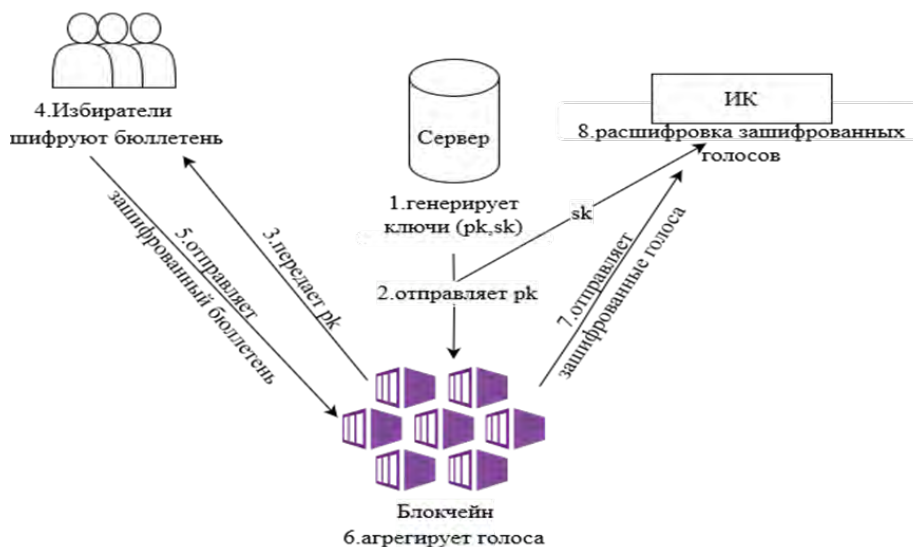 4.Избиратели
шифруют бюллетень
Сервер
1.генерирует
ключи (pk,sk)
2.отправляет pk
ИК
8.расшифровка зашифрованных
голосов
sk
3.передает pk
5.отправляет
зашифрованный бюллетень
7.отправляет
зашифрованные голоса
Блокчейн
6.агрегирует голоса